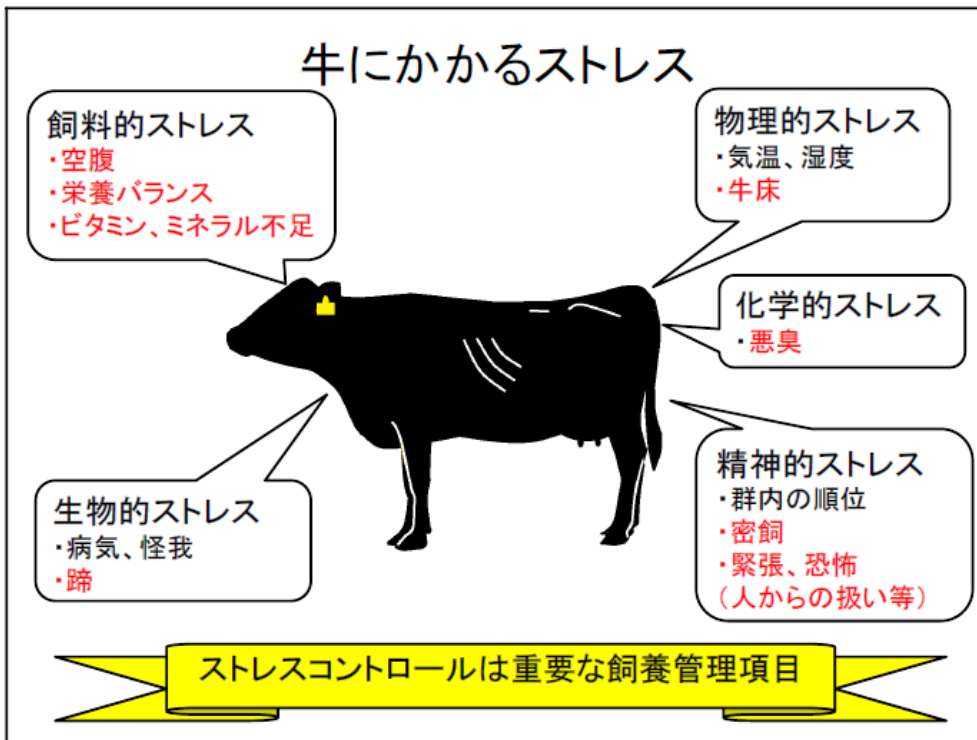 牛にかかるストレス
飼料的ストレス
・空腹
・栄養バランス
・ビタミン、ミネラル不足
物理的ストレス
・気温、湿度
・牛床
化学的ストレス
・悪臭
生物的ストレス
・病気、怪我
・蹄
精神的ストレス
・群内の順位
・密飼
・緊張、恐怖
（人からの扱い等）
ストレスコントロールは重要な飼養管理項目